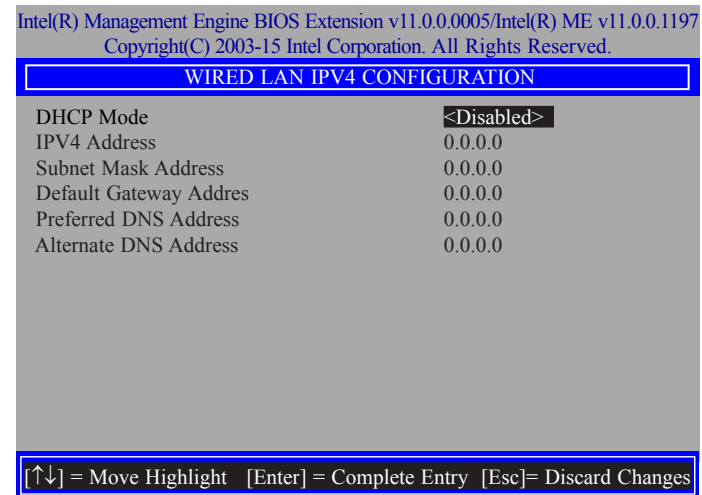 Intel(R) Management Engine BIOS Extension v11.0.0.0005/Intel(R) ME v11.0.0.1197
Copyright(C) 2003-15 Intel Corporation. All Rights Reserved.
WIRED LAN IPV4 CONFIGURATION
DHCP Mode <Disabled>
IPV4 Address 0.0.0.0
Subnet Mask Address 0.0.0.0
Default Gateway Addres 0.0.0.0
Preferred DNS Address 0.0.0.0
Alternate DNS Address 0.0.0.0
[↑↓] = Move Highlight [Enter] = Complete Entry [Esc]= Discard Changes